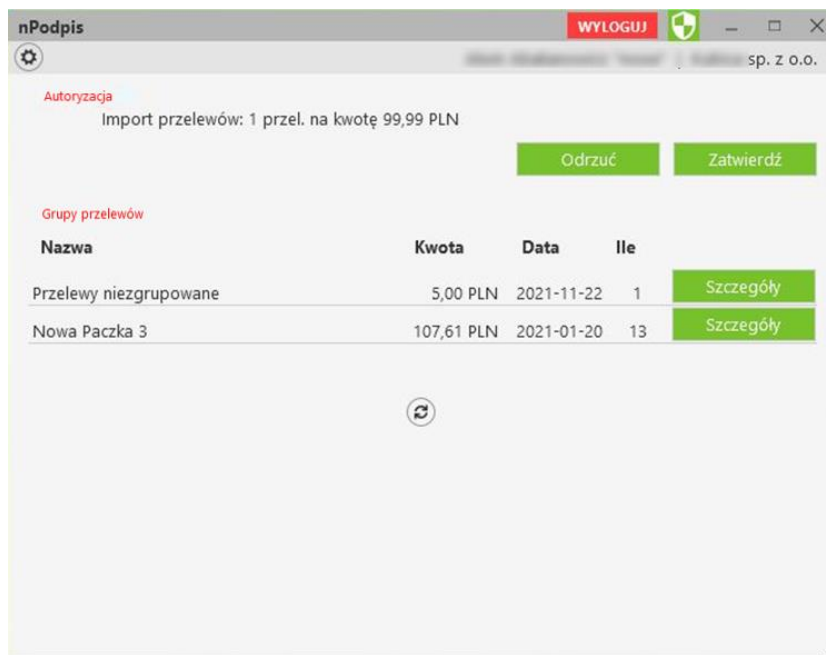 nPodpis WYLOGUJ
sp. z o.o.
Autoryzacja
Import przelewów: 1 przel. na kwotę 99,99 PLN
Odrzuć Zatwierdź
Grupy przelewów
Nazwa Kwota Data Ile
Przelewy niezgrupowane 5,00 PLN 2021-11-22 1 Szczegóły
Nowa Paczka 3 107,61 PLN 2021-01-20 13 Szczegóły